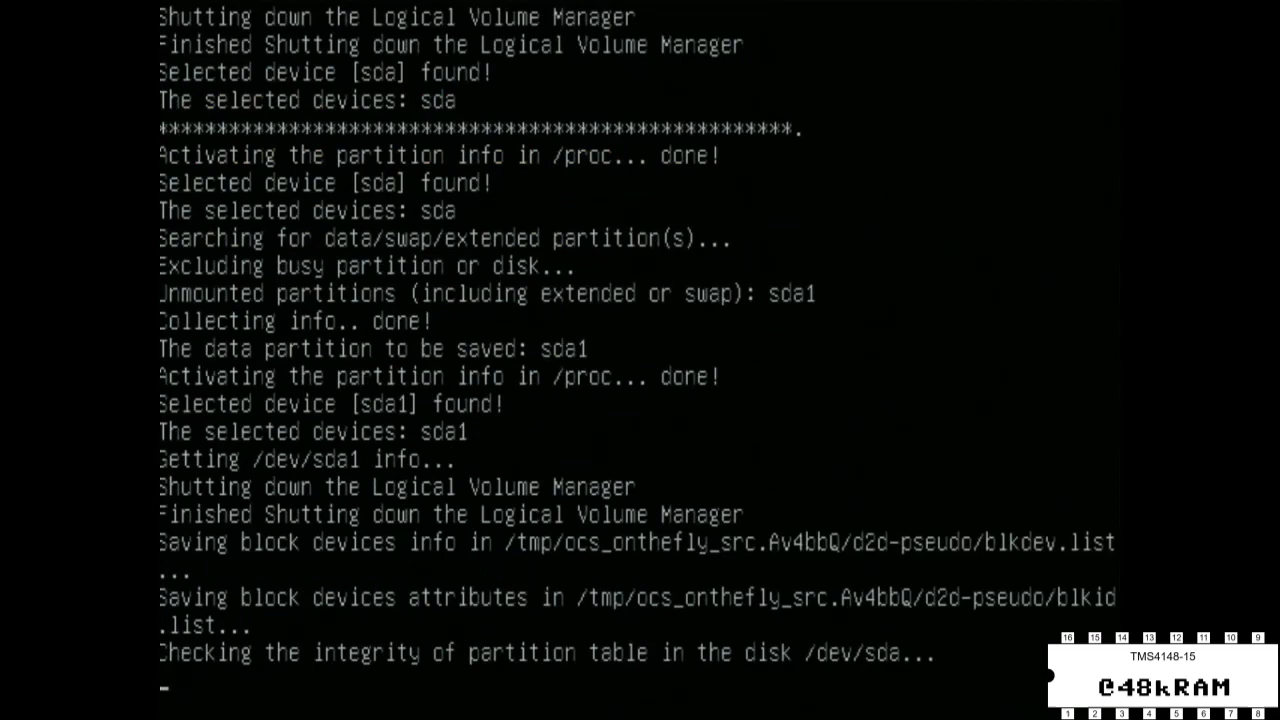 Shutting down the Logical Volume Manager
Finished Shutting down the Logical Volume Manager
Selected device [sda] found!
The selected devices: sda
*****************************************************.
Activating the partition info in /proc... done!
Selected device [sda] found!
The selected devices: sda
Searching for data/swap/extended partition(s)...
Excluding busy partition or disk...
Unmounted partitions (including extended or swap): sda1
Collecting info.. done!
The data partition to be saved: sda1
Activating the partition info in /proc... done!
Selected device [sda1] found!
The selected devices: sda1
Getting /dev/sda1 info...
Shutting down the Logical Volume Manager
Finished Shutting down the Logical Volume Manager
Saving block devices info in /tmp/ocs_onthefly_src.Av4bbQ/d2d-pseudo/blkdev.list
...
Saving block devices attributes in /tmp/ocs_onthefly_src.Av4bbQ/d2d-pseudo/blkid
.list...
Checking the integrity of partition table in the disk /dev/sda...
_
16 15 14 13 12 11 10 9
TMS4148-15
@48kRAM
1 2 3 4 5 6 7 8